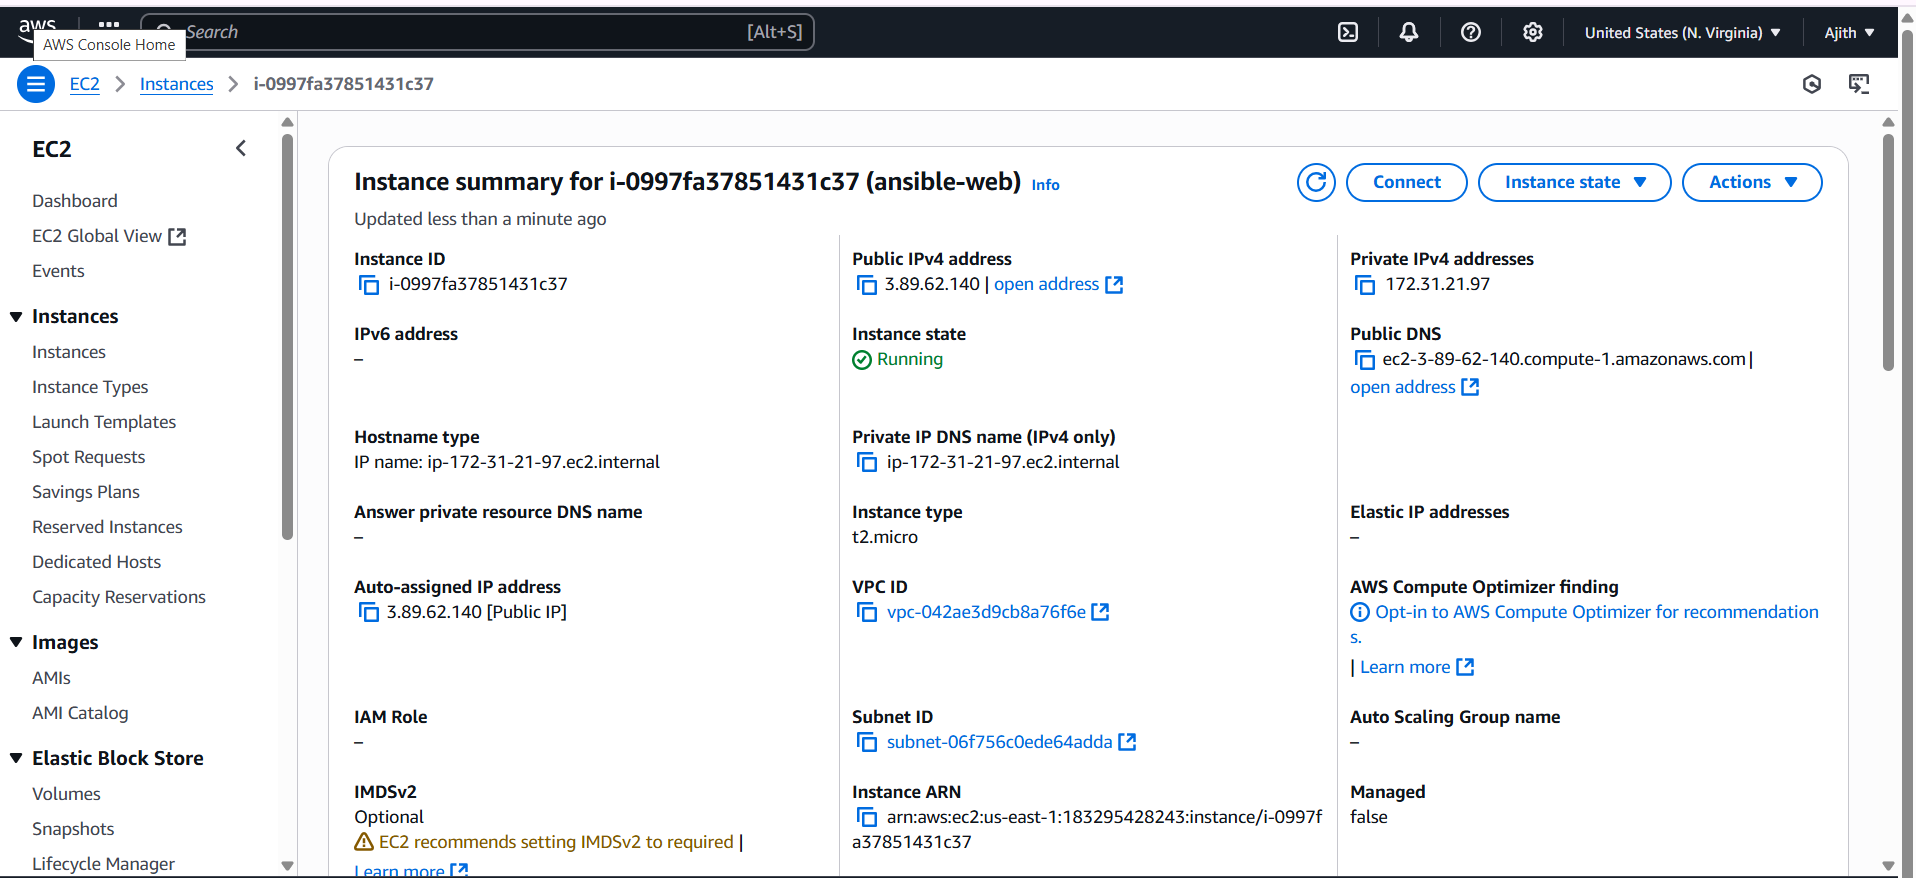 aws
Search
[Alt+S]
United States (N. Virginia)
Ajith
AWS Console Home
EC2
Instances
i-0997fa37851431c37
EC2
Dashboard
EC2 Global View
Events
Instances
Instances
Instance Types
Launch Templates
Spot Requests
Savings Plans
Reserved Instances
Dedicated Hosts
Capacity Reservations
Images
AMIs
AMI Catalog
Elastic Block Store
Volumes
Snapshots
Lifecycle Manager
Instance summary for i-0997fa37851431c37 (ansible-web) Info
Connect
Instance state
Actions
Updated less than a minute ago
Instance ID
i-0997fa37851431c37
Public IPv4 address
3.89.62.140 | open address
Private IPv4 addresses
172.31.21.97
IPv6 address
–
Instance state
Running
Public DNS
ec2-3-89-62-140.compute-1.amazonaws.com |
open address
Hostname type
IP name: ip-172-31-21-97.ec2.internal
Private IP DNS name (IPv4 only)
ip-172-31-21-97.ec2.internal
Answer private resource DNS name
–
Instance type
t2.micro
Elastic IP addresses
–
Auto-assigned IP address
3.89.62.140 [Public IP]
VPC ID
vpc-042ae3d9cb8a76f6e
AWS Compute Optimizer finding
Opt-in to AWS Compute Optimizer for recommendation
s.
| Learn more
IAM Role
–
Subnet ID
subnet-06f756c0ede64adda
Auto Scaling Group name
–
IMDSv2
Optional
EC2 recommends setting IMDSv2 to required |
Learn more
Instance ARN
arn:aws:ec2:us-east-1:183295428243:instance/i-0997f
a37851431c37
Managed
false